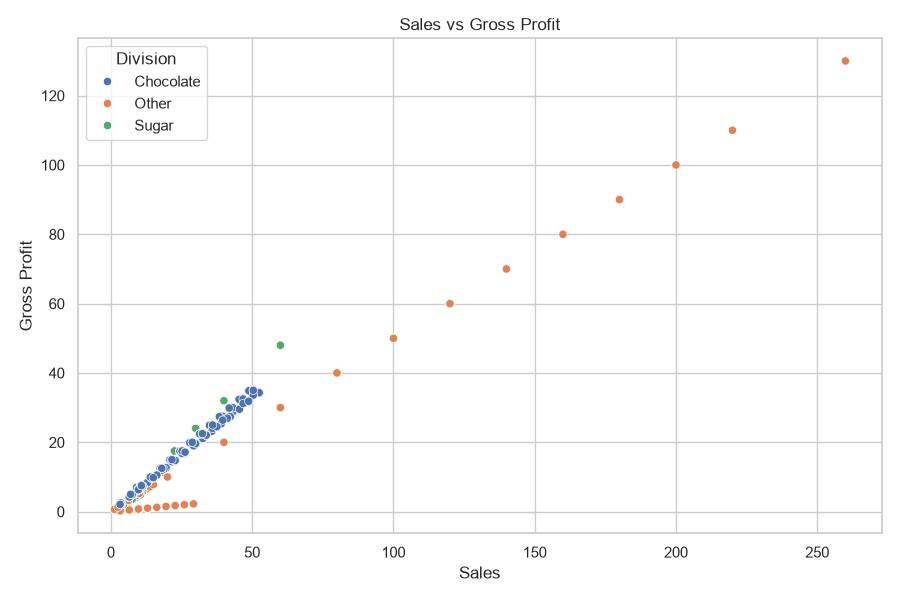 Sales vs Gross Profit
Division
Chocolate
Other
Sugar
120
100
80
60
40
20
0
Gross Profit
0
50
100
150
200
250
Sales